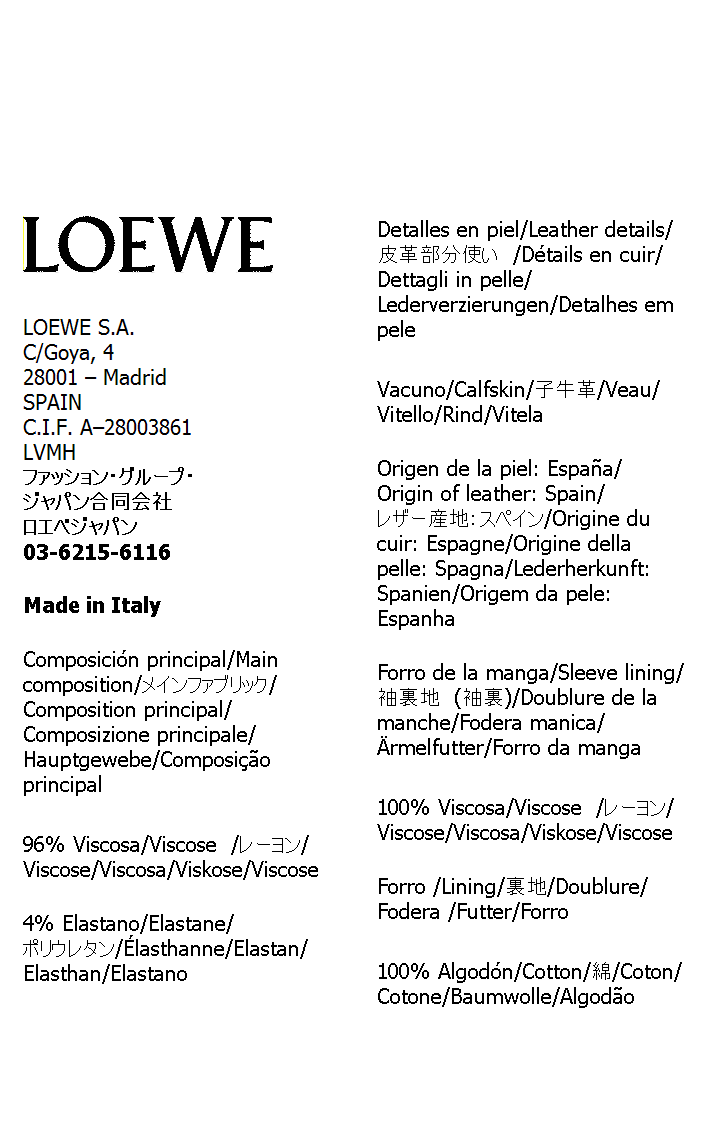 LOEWE
LOEWE S.A.
C/Goya, 4
28001 – Madrid
SPAIN
C.I.F. A–28003861
LVMH
ファッション・グループ・
ジャパン合同会社
ロエベジャパン
03-6215-6116
Made in Italy
Composición principal/Main
composition/メインファブリック/
Composition principal/
Composizione principale/
Hauptgewebe/Composição
principal
96% Viscosa/Viscose /レーヨン/
Viscose/Viscosa/Viskose/Viscose
4% Elastano/Elastane/
ポリウレタン/Élasthanne/Elastan/
Elasthan/Elastano
Detalles en piel/Leather details/
皮革部分使い /Détails en cuir/
Dettagli in pelle/
Lederverzierungen/Detalhes em
pele
Vacuno/Calfskin/子牛革/Veau/
Vitello/Rind/Vitela
Origen de la piel: España/
Origin of leather: Spain/
レザー産地：スペイン/Origine du
cuir: Espagne/Origine della
pelle: Spagna/Lederherkunft:
Spanien/Origem da pele:
Espanha
Forro de la manga/Sleeve lining/
袖裏地 (袖裏)/Doublure de la
manche/Fodera manica/
Ärmelfutter/Forro da manga
100% Viscosa/Viscose /レーヨン/
Viscose/Viscosa/Viskose/Viscose
Forro /Lining/裏地/Doublure/
Fodera /Futter/Forro
100% Algodón/Cotton/綿/Coton/
Cotone/Baumwolle/Algodão